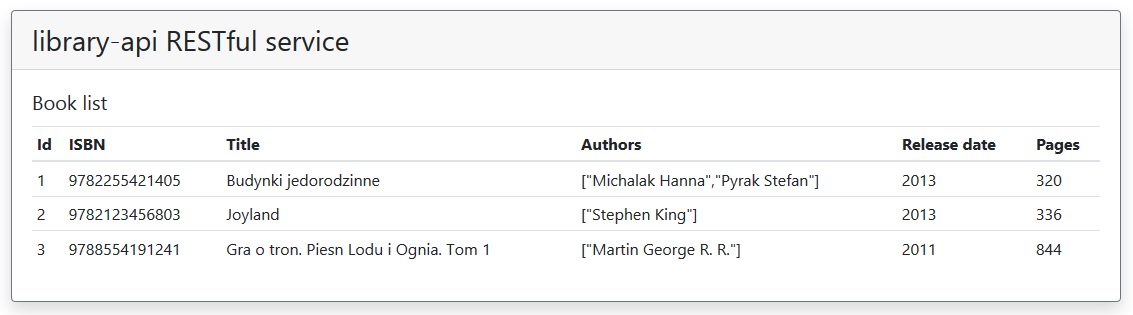 library-api RESTful service
Book list
Id ISBN Title Authors Release date Pages
1 9782255421405 Budynki jedorodzinne ["Michalak Hanna","Pyrak Stefan"] 2013 320
2 9782123456803 Joyland ["Stephen King"] 2013 336
3 9788554191241 Gra o tron. Piesn Lodu i Ognia. Tom 1 ["Martin George R. R."] 2011 844